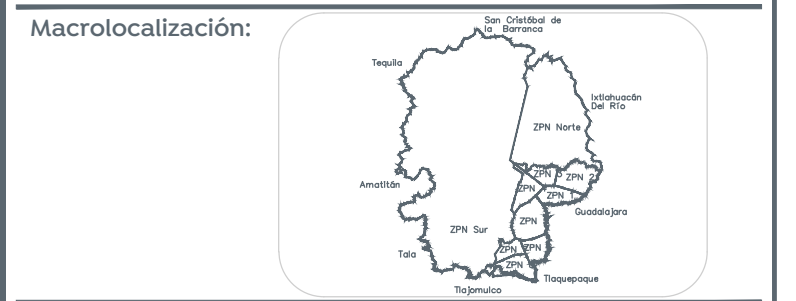 Macrolocalización:
San Cristóbal de
la Barranca
Tequila
Ixtlahuacán
Del Río
ZPN Norte
ZPN
ZPN 2
Amatitán
ZPN
ZPN 1
Guadalajara
ZPN
ZPN Sur
ZPN
ZPN
Tala
ZPN
Tlaquepaque
Tlajomulco